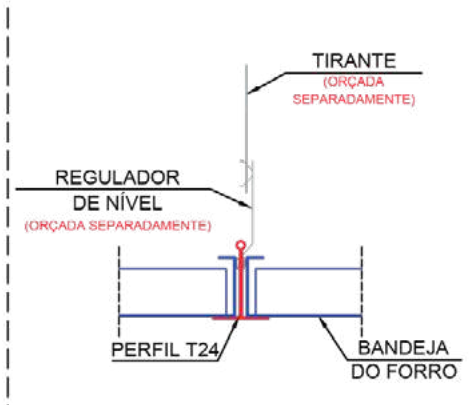 TIRANTE
(ORÇADA
SEPARADAMENTE)
REGULADOR
DE NÍVEL
(ORÇADA SEPARADAMENTE)
PERFIL T24
BANDEJA
DO FORRO